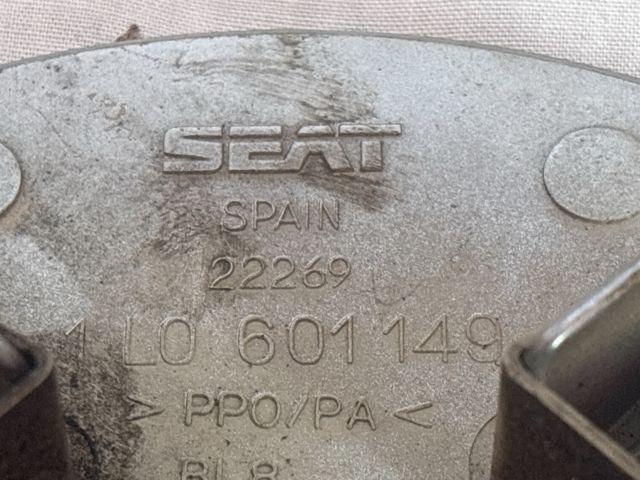 SEAT
SPAIN
22269
1L0 601 149
> PPO/PA <